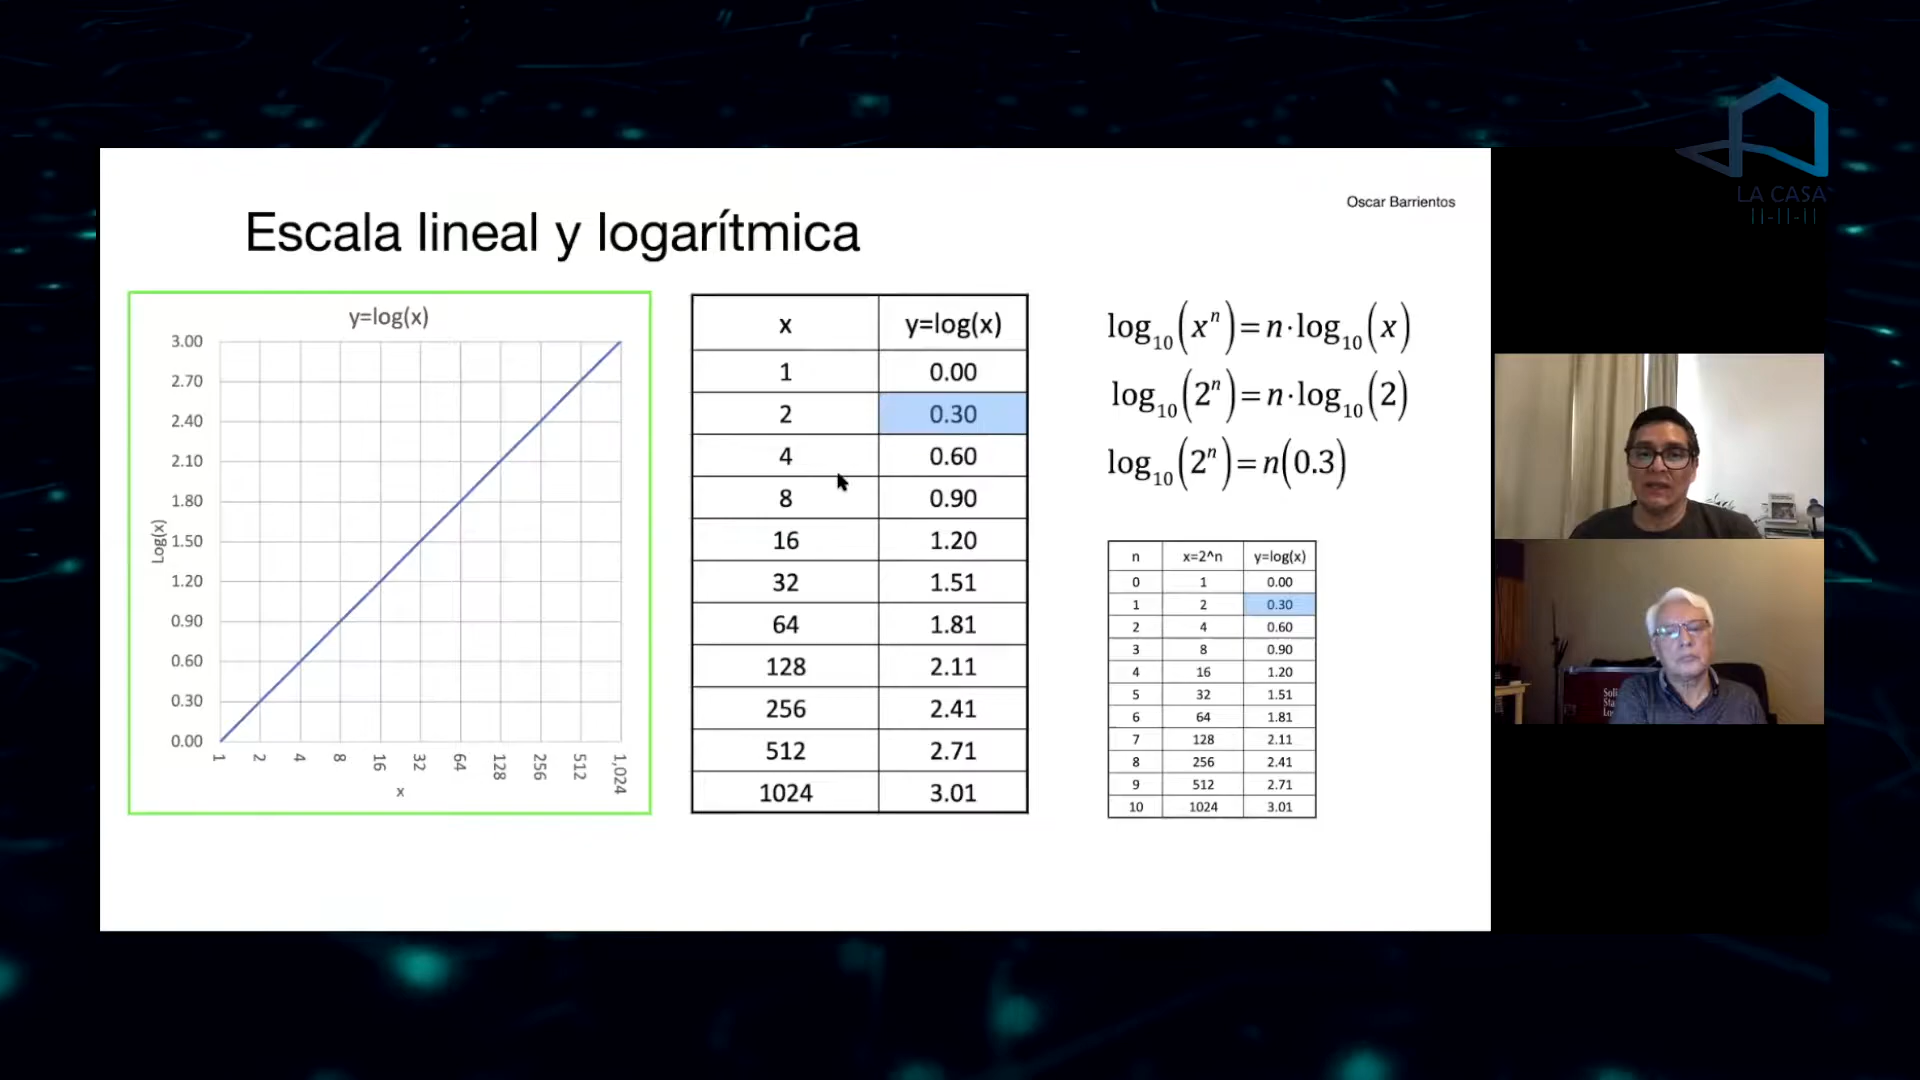 LA CASA
||-||-||
Oscar Barrientos
Escala lineal y logarítmica
y=log(x)
3.00
2.70
2.40
2.10
1.80
1.50
1.20
0.90
0.60
0.30
0.00
Log(x)
1 2 4 8 16 32 64 128 256 512 1,024
x
x y=log(x)
1 0.00
2 0.30
4 0.60
8 0.90
16 1.20
32 1.51
64 1.81
128 2.11
256 2.41
512 2.71
1024 3.01
log₁₀(xⁿ)=n·log₁₀(x)
log₁₀(2ⁿ)=n·log₁₀(2)
log₁₀(2ⁿ)=n(0.3)
n x=2^n y=log(x)
0 1 0.00
1 2 0.30
2 4 0.60
3 8 0.90
4 16 1.20
5 32 1.51
6 64 1.81
7 128 2.11
8 256 2.41
9 512 2.71
10 1024 3.01